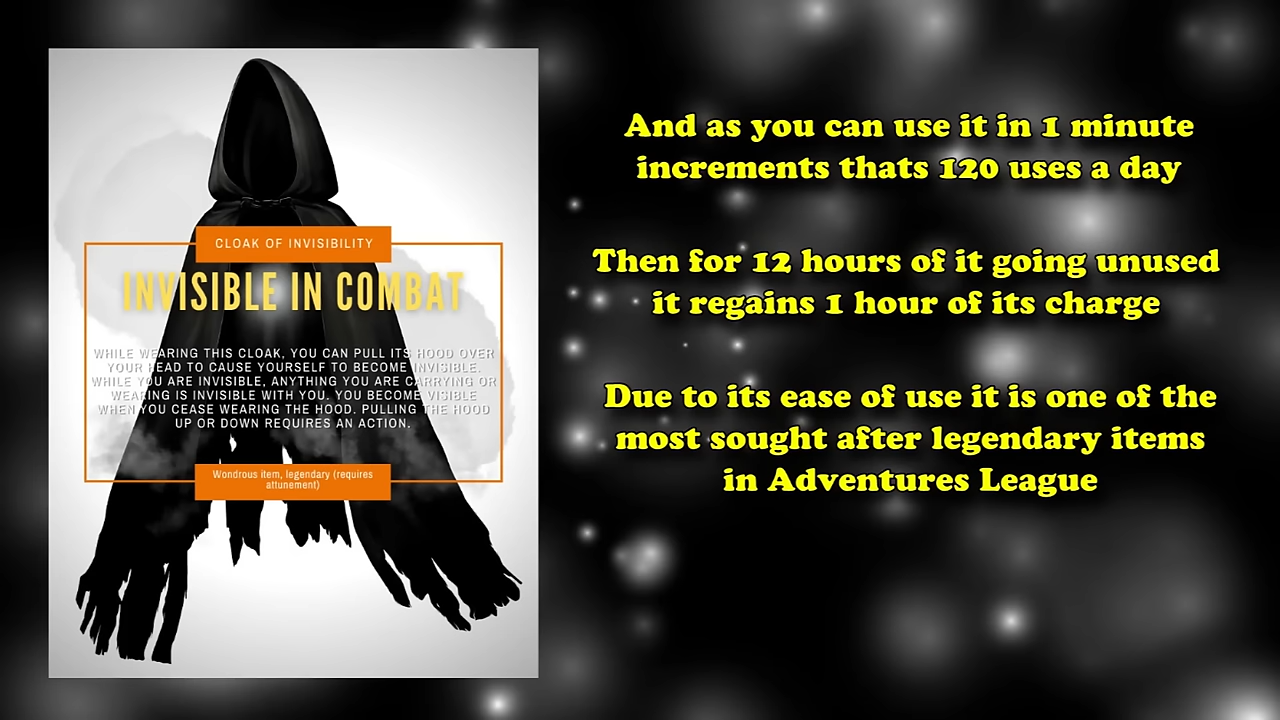 CLOAK OF INVISIBILITY
INVISIBLE IN COMBAT
WHILE WEARING THIS CLOAK, YOU CAN PULL ITS HOOD OVER
YOUR HEAD TO CAUSE YOURSELF TO BECOME INVISIBLE.
WHILE YOU ARE INVISIBLE, ANYTHING YOU ARE CARRYING OR
WEARING IS INVISIBLE WITH YOU. YOU BECOME VISIBLE
WHEN YOU CEASE WEARING THE HOOD. PULLING THE HOOD
UP OR DOWN REQUIRES AN ACTION.
Wondrous item, legendary (requires
attunement)
And as you can use it in 1 minute
increments thats 120 uses a day
Then for 12 hours of it going unused
it regains 1 hour of its charge
Due to its ease of use it is one of the
most sought after legendary items
in Adventures League